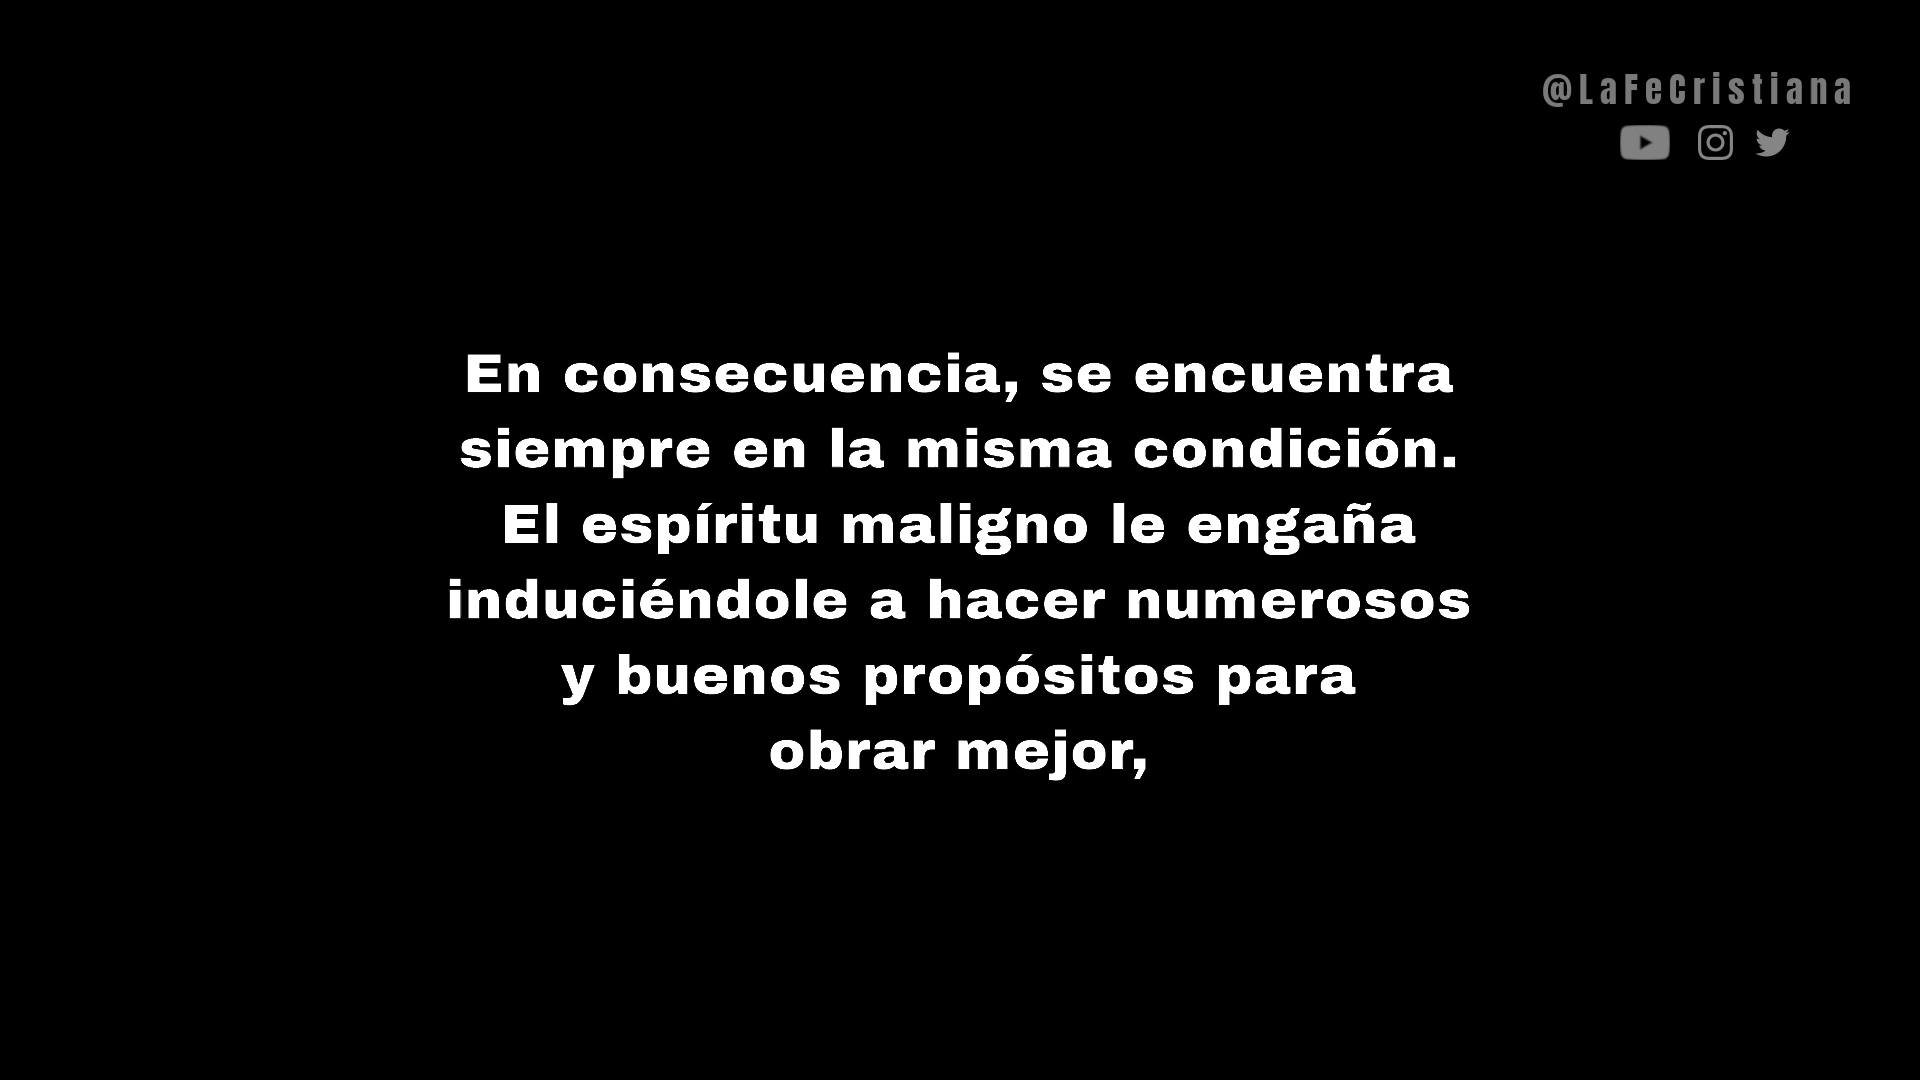 @LaFeCristiana
En consecuencia, se encuentra
siempre en la misma condición.
El espíritu maligno le engaña
induciéndole a hacer numerosos
y buenos propósitos para
obrar mejor,